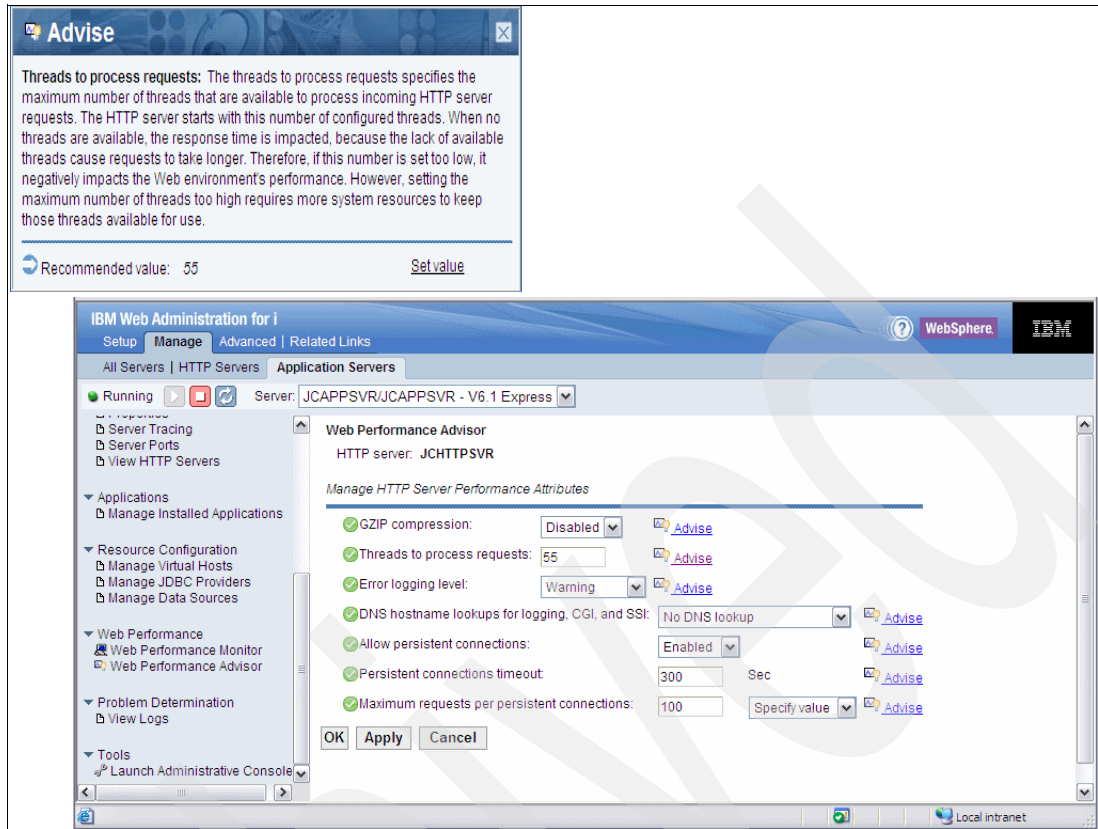 Advise
Threads to process requests: The threads to process requests specifies the
maximum number of threads that are available to process incoming HTTP server
requests. The HTTP server starts with this number of configured threads. When no
threads are available, the response time is impacted, because the lack of available
threads cause requests to take longer. Therefore, if this number is set too low, it
negatively impacts the Web environment's performance. However, setting the
maximum number of threads too high requires more system resources to keep
those threads available for use.
Recommended value: 55 Set value
IBM Web Administration for i
WebSphere. IBM
Setup Manage Advanced | Related Links
All Servers | HTTP Servers Application Servers
Running Server: JCAPPSVR/JCAPPSVR - V6.1 Express
Properties
Server Tracing
Server Ports
View HTTP Servers
Applications
Manage Installed Applications
Resource Configuration
Manage Virtual Hosts
Manage JDBC Providers
Manage Data Sources
Web Performance
Web Performance Monitor
Web Performance Advisor
Problem Determination
View Logs
Tools
Launch Administrative Console
Web Performance Advisor
HTTP server: JCHTTPSVR
Manage HTTP Server Performance Attributes
GZIP compression: Disabled Advise
Threads to process requests: 55 Advise
Error logging level: Warning Advise
DNS hostname lookups for logging, CGI, and SSI: No DNS lookup Advise
Allow persistent connections: Enabled Advise
Persistent connections timeout: 300 Sec Advise
Maximum requests per persistent connections: 100 Specify value Advise
OK Apply Cancel
Local intranet